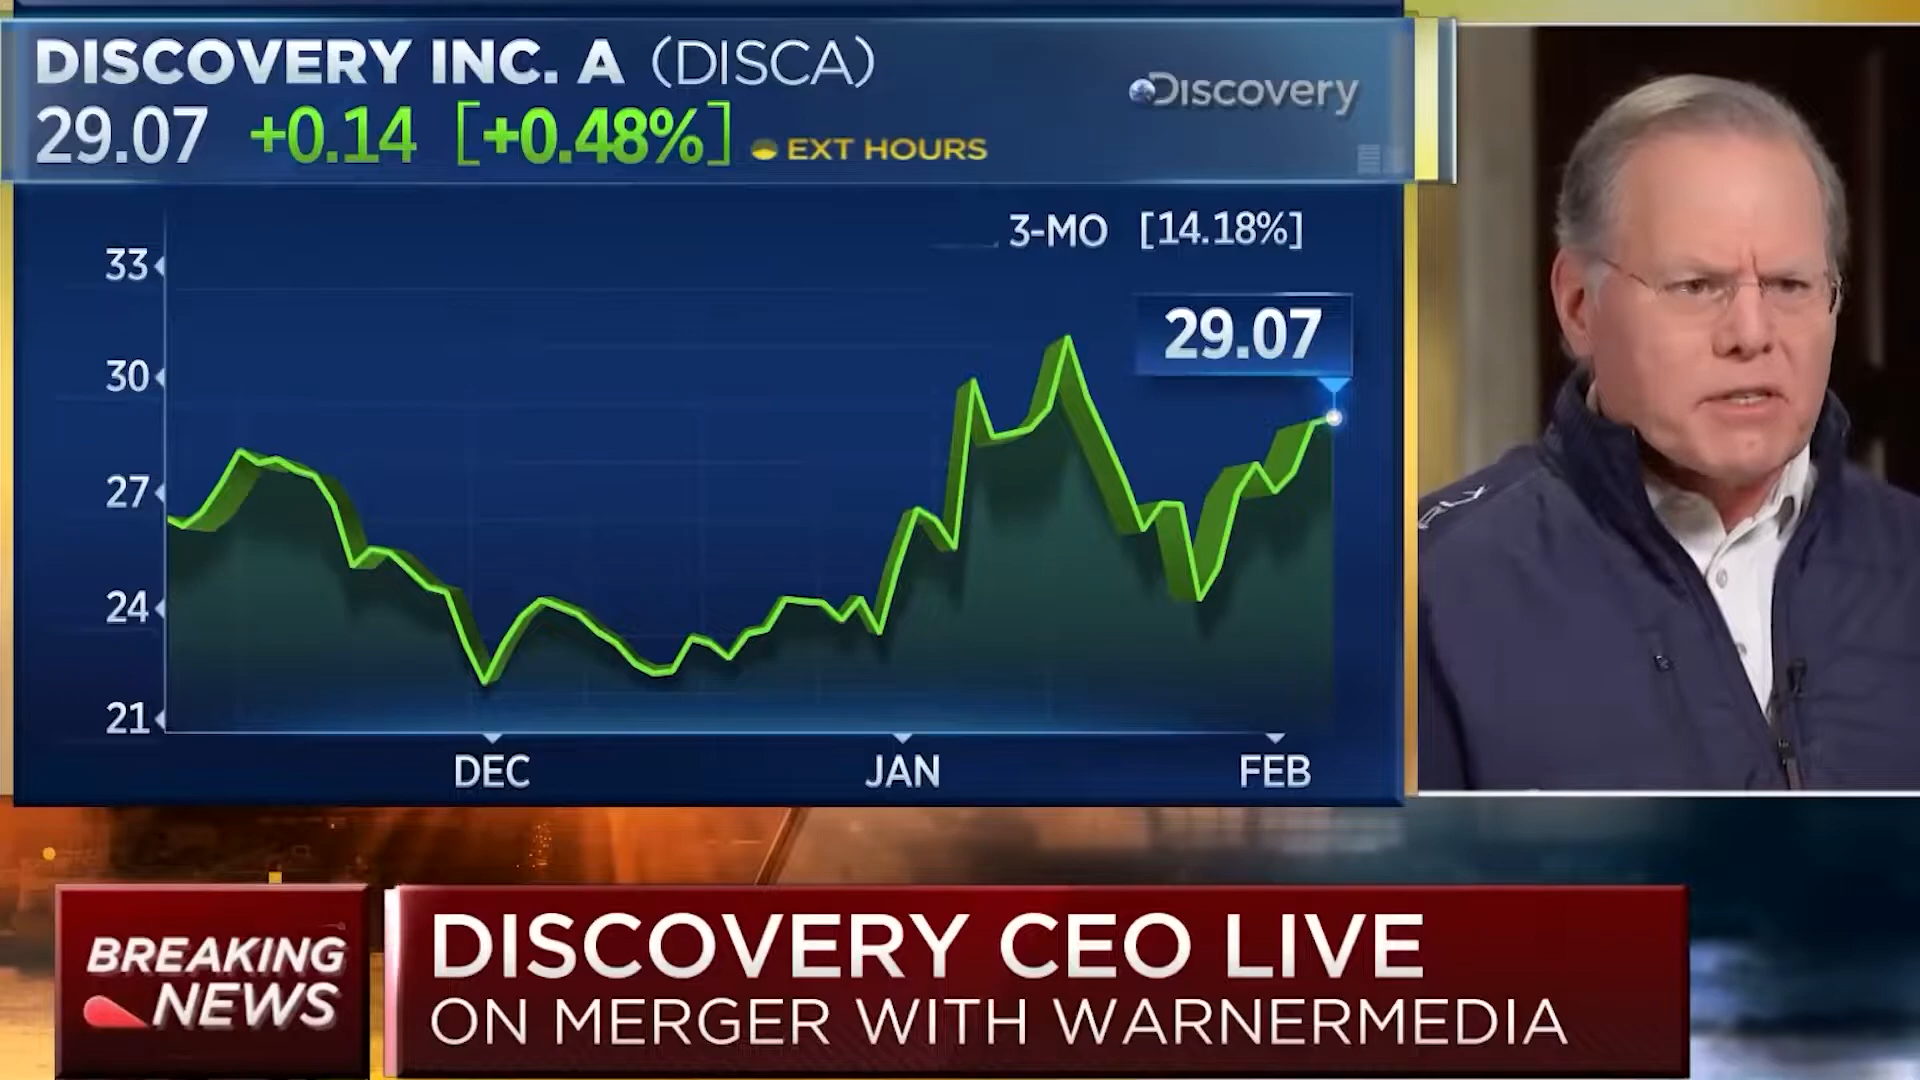 DISCOVERY INC. A (DISCA)
29.07 +0.14 [+0.48%] EXT HOURS
Discovery
3-MO [14.18%]
29.07
33
30
27
24
21
DEC JAN FEB
BREAKING
NEWS
DISCOVERY CEO LIVE
ON MERGER WITH WARNERMEDIA